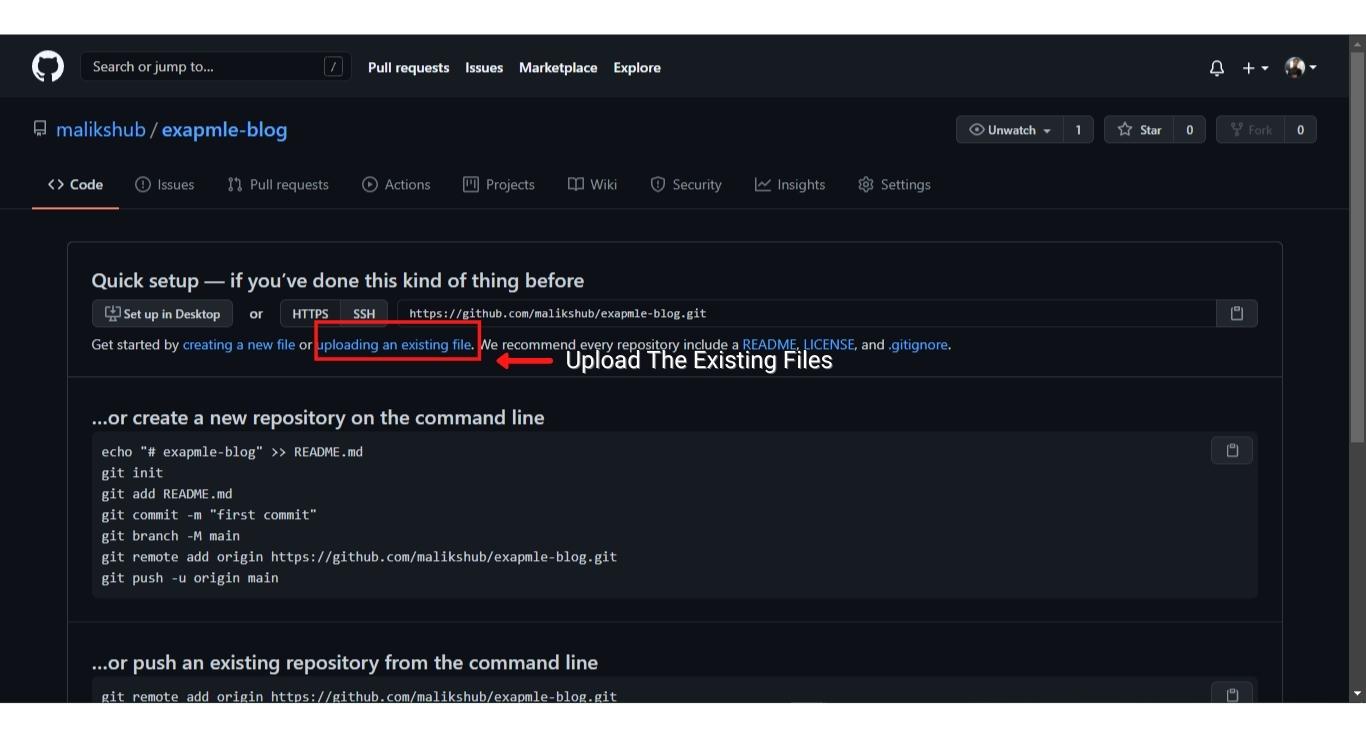 Search or jump to... /
Pull requests Issues Marketplace Explore
malikshub / exapmle-blog
Unwatch 1 Star 0 Fork 0
<> Code Issues Pull requests Actions Projects Wiki Security Insights Settings
Quick setup — if you’ve done this kind of thing before
Set up in Desktop or HTTPS SSH https://github.com/malikshub/exapmle-blog.git
Get started by creating a new file or uploading an existing file. We recommend every repository include a README, LICENSE, and .gitignore.
Upload The Existing Files
...or create a new repository on the command line
echo "# exapmle-blog" >> README.md
git init
git add README.md
git commit -m "first commit"
git branch -M main
git remote add origin https://github.com/malikshub/exapmle-blog.git
git push -u origin main
...or push an existing repository from the command line
git remote add origin https://github.com/malikshub/exapmle-blog.git